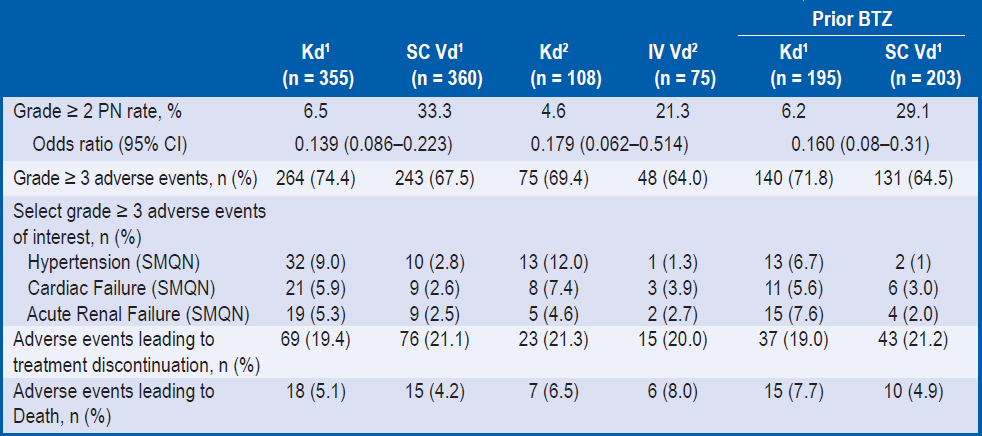 Prior BTZ
Kd¹ SC Vd¹ Kd² IV Vd² Kd¹ SC Vd¹
(n = 355) (n = 360) (n = 108) (n = 75) (n = 195) (n = 203)
Grade ≥ 2 PN rate, % 6.5 33.3 4.6 21.3 6.2 29.1
Odds ratio (95% CI) 0.139 (0.086–0.223) 0.179 (0.062–0.514) 0.160 (0.08–0.31)
Grade ≥ 3 adverse events, n (%) 264 (74.4) 243 (67.5) 75 (69.4) 48 (64.0) 140 (71.8) 131 (64.5)
Select grade ≥ 3 adverse events
of interest, n (%)
Hypertension (SMQN) 32 (9.0) 10 (2.8) 13 (12.0) 1 (1.3) 13 (6.7) 2 (1)
Cardiac Failure (SMQN) 21 (5.9) 9 (2.6) 8 (7.4) 3 (3.9) 11 (5.6) 6 (3.0)
Acute Renal Failure (SMQN) 19 (5.3) 9 (2.5) 5 (4.6) 2 (2.7) 15 (7.6) 4 (2.0)
Adverse events leading to
treatment discontinuation, n (%) 69 (19.4) 76 (21.1) 23 (21.3) 15 (20.0) 37 (19.0) 43 (21.2)
Adverse events leading to
Death, n (%) 18 (5.1) 15 (4.2) 7 (6.5) 6 (8.0) 15 (7.7) 10 (4.9)